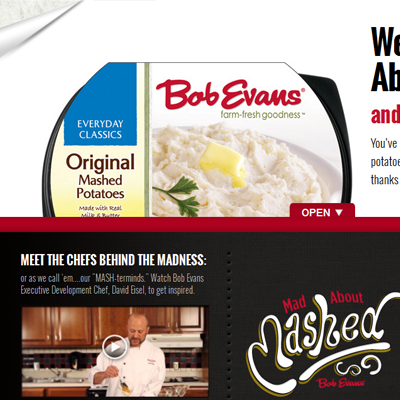 We
Ab
and
You've
potatoe
thanks
Bob Evans®
farm-fresh goodness™
EVERYDAY
CLASSICS
Original
Mashed
Potatoes
Made with Real
Milk & Butter
OPEN ▼
MEET THE CHEFS BEHIND THE MADNESS:
or as we call 'em....our "MASH-terminds." Watch Bob Evans
Executive Development Chef, David Eisel, to get inspired.
Mad About
Mashed
Bob Evans